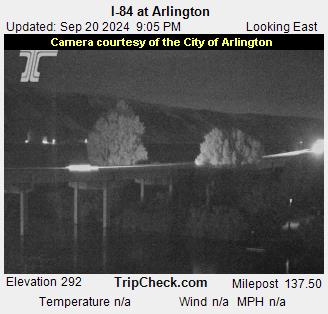 I-84 at Arlington
Updated: Sep 20 2024 9:05 PM Looking East
Camera courtesy of the City of Arlington
Elevation 292 TripCheck.com Milepost 137.50
Temperature n/a Wind n/a MPH n/a